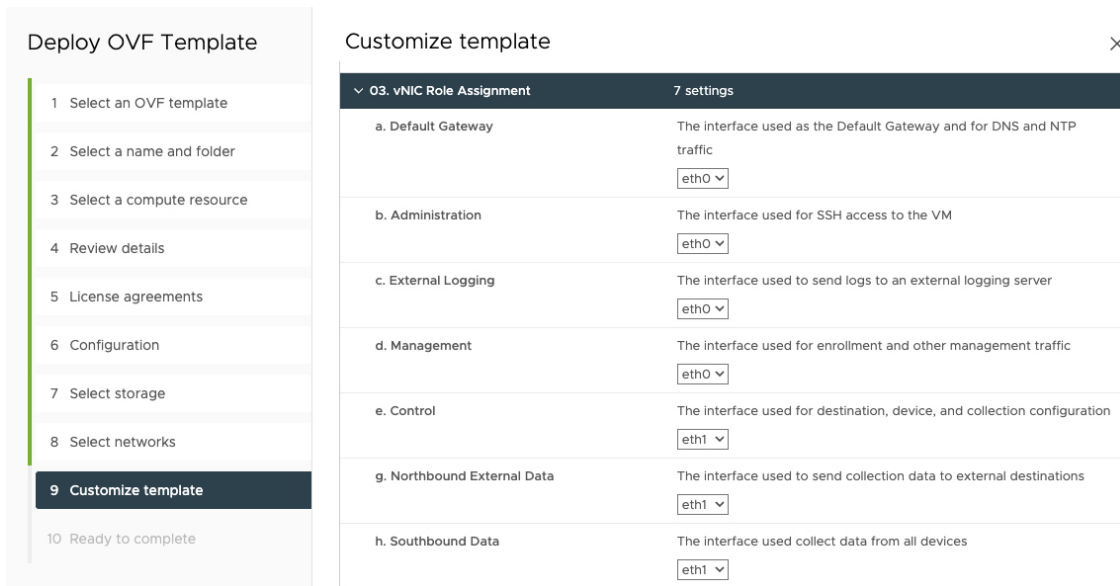 Deploy OVF Template
1 Select an OVF template
2 Select a name and folder
3 Select a compute resource
4 Review details
5 License agreements
6 Configuration
7 Select storage
8 Select networks
9 Customize template
10 Ready to complete
Customize template
03. vNIC Role Assignment 7 settings
a. Default Gateway The interface used as the Default Gateway and for DNS and NTP
traffic
eth0
b. Administration The interface used for SSH access to the VM
eth0
c. External Logging The interface used to send logs to an external logging server
eth0
d. Management The interface used for enrollment and other management traffic
eth0
e. Control The interface used for destination, device, and collection configuration
eth1
g. Northbound External Data The interface used to send collection data to external destinations
eth1
h. Southbound Data The interface used collect data from all devices
eth1